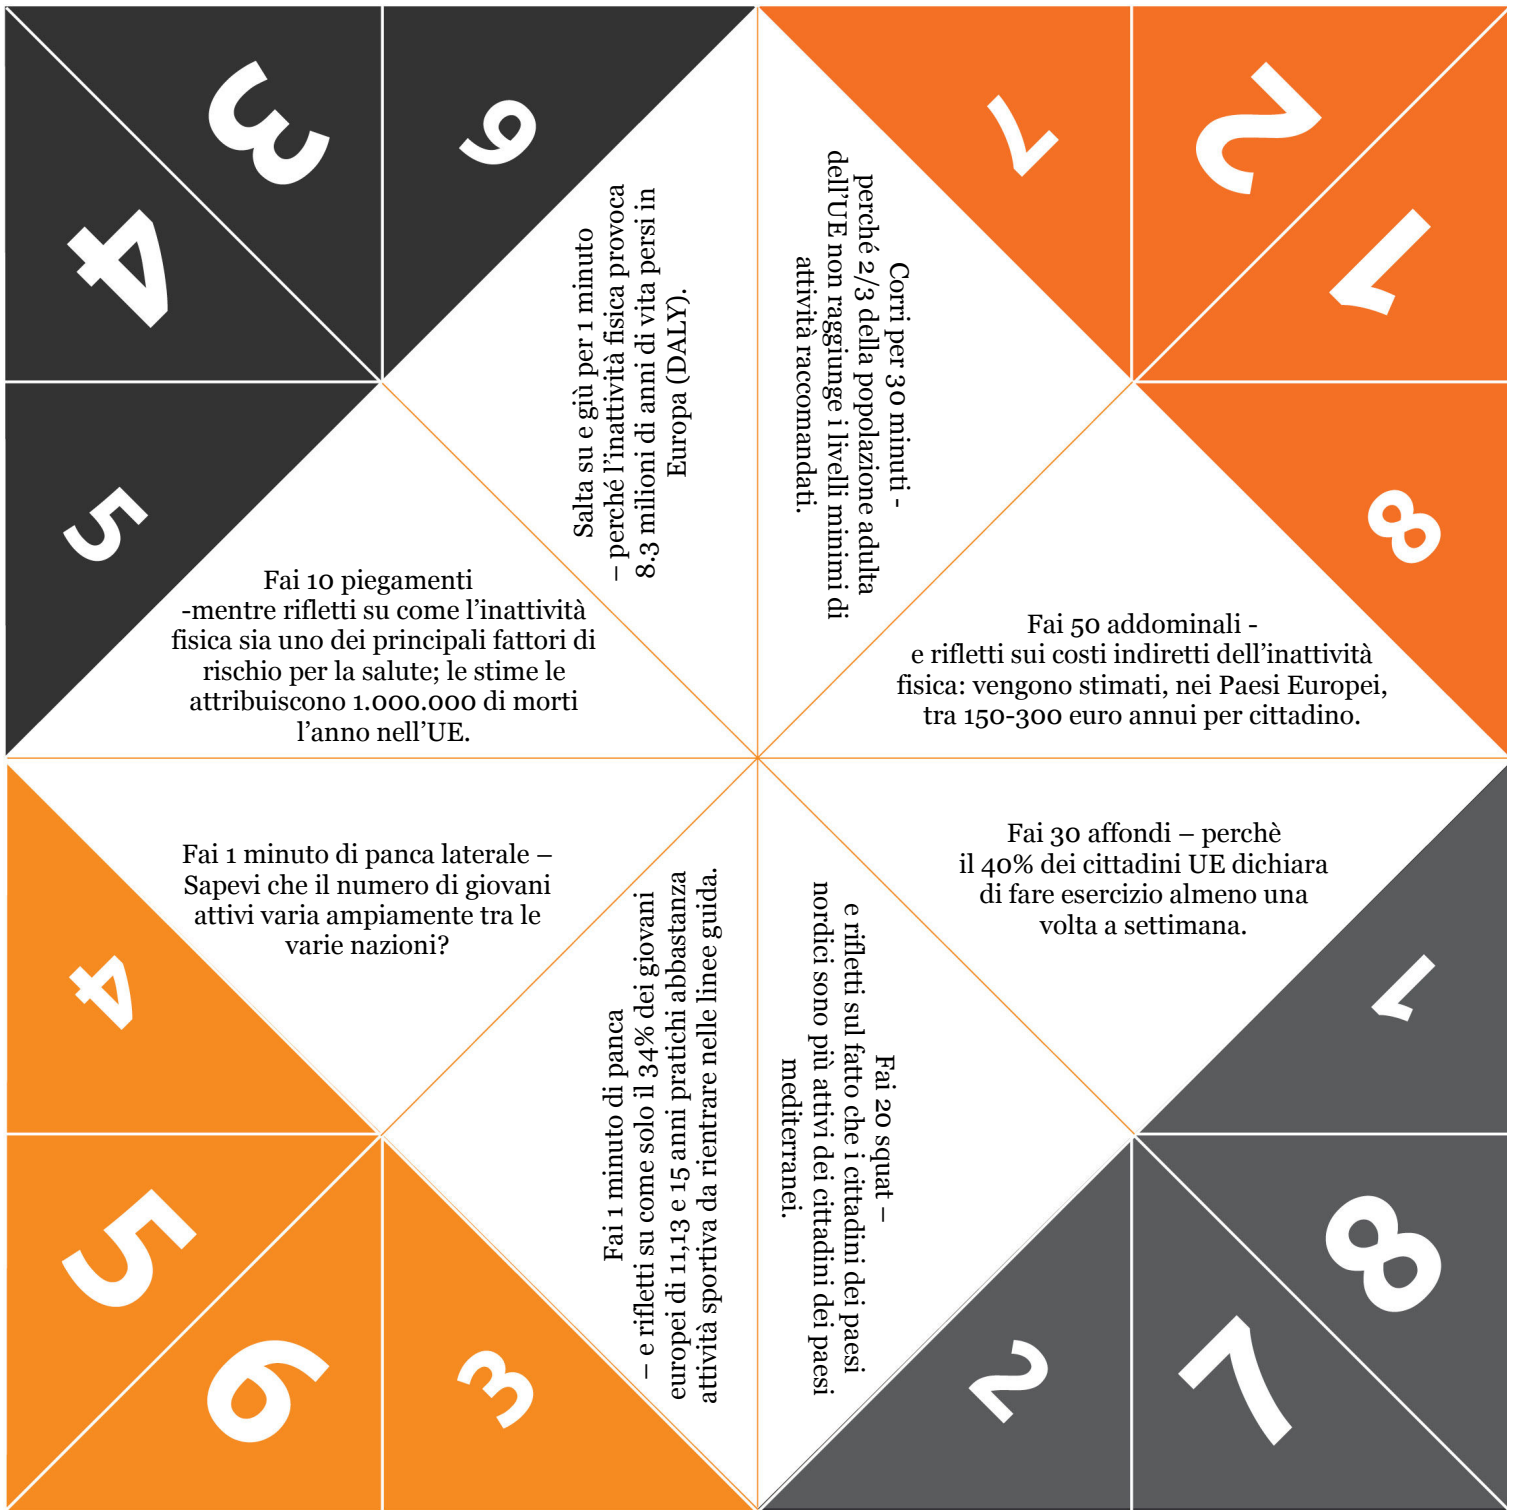 3
6
4
5
7
2
1
8
Salta su e giù per 1 minuto
– perché l'inattività fisica provoca
8.3 milioni di anni di vita persi in
Europa (DALY).
Corri per 30 minuti -
perché 2/3 della popolazione adulta
dell'UE non raggiunge i livelli minimi di
attività raccomandati.
Fai 10 piegamenti
-mentre rifletti su come l'inattività
fisica sia uno dei principali fattori di
rischio per la salute; le stime le
attribuiscono 1.000.000 di morti
l'anno nell'UE.
Fai 50 addominali -
e rifletti sui costi indiretti dell'inattività
fisica: vengono stimati, nei Paesi Europei,
tra 150-300 euro annui per cittadino.
Fai 1 minuto di panca laterale –
Sapevi che il numero di giovani
attivi varia ampiamente tra le
varie nazioni?
Fai 1 minuto di panca
– e rifletti su come solo il 34% dei giovani
europei di 11,13 e 15 anni pratichi abbastanza
attività sportiva da rientrare nelle linee guida.
Fai 20 squat –
e rifletti sul fatto che i cittadini dei paesi
nordici sono più attivi dei cittadini dei paesi
mediterranei.
Fai 30 affondi – perchè
il 40% dei cittadini UE dichiara
di fare esercizio almeno una
volta a settimana.
4
5
6
3
1
8
7
2